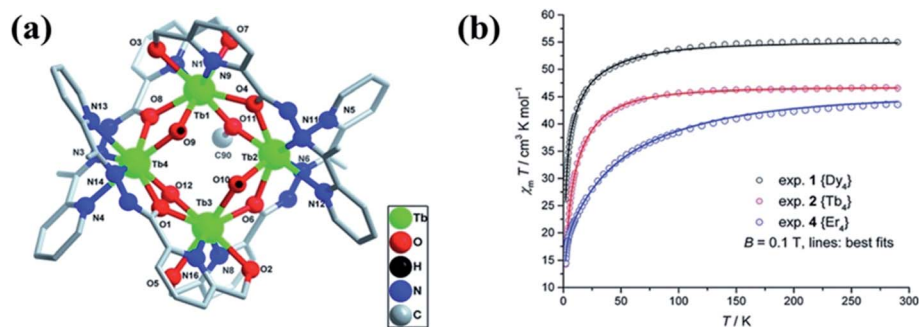 (a)
O3
O7
N1
N9
O4
O8
Tb1
N13
O11
N11
N5
O9
C90
N3
Tb4
Tb2
N6
N14
O12
O10
Tb3
N12
N4
O1
O6
O5
N16
N8
O2
Tb
O
H
N
C
(b)
60
55
50
45
40
35
30
25
20
15
10
χₘT / cm³ K mol⁻¹
exp. 1 {Dy₄}
exp. 2 {Tb₄}
exp. 4 {Er₄}
B = 0.1 T, lines: best fits
0 50 100 150 200 250 300
T / K